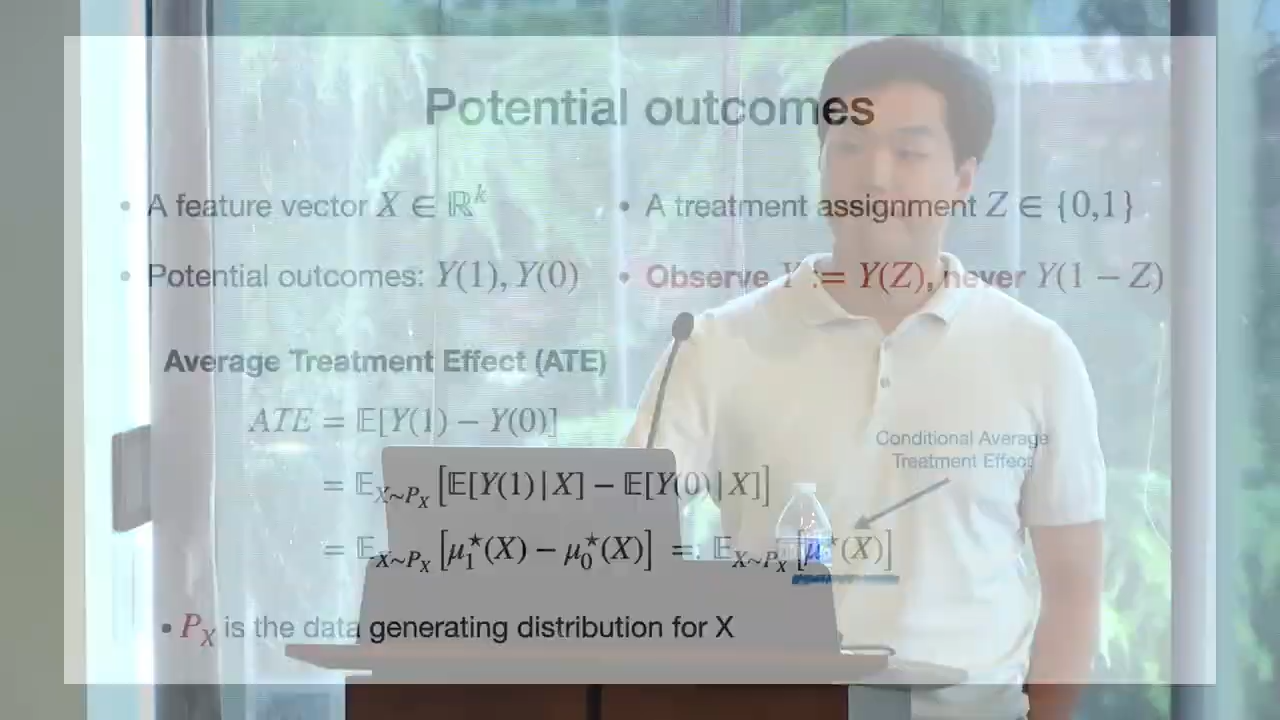 Potential outcomes
• A feature vector X ∈ ℝ^k
• A treatment assignment Z ∈ {0,1}
• Potential outcomes: Y(1), Y(0)
• Observe Y := Y(Z), never Y(1 − Z)
Average Treatment Effect (ATE)
ATE = 𝔼[Y(1) − Y(0)]
= 𝔼_{X∼P_X} [𝔼[Y(1) | X] − 𝔼[Y(0) | X]]
Conditional Average
Treatment Effect
= 𝔼_{X∼P_X} [μ₁*(X) − μ₀*(X)] =: 𝔼_{X∼P_X} [μ*(X)]
• P_X is the data generating distribution for X